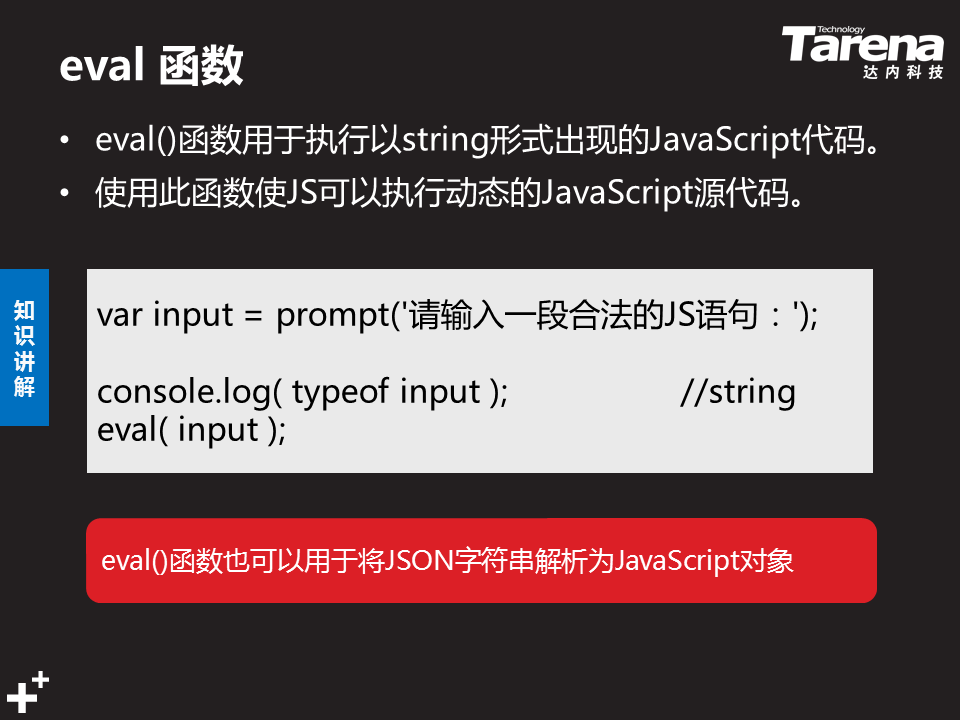 eval 函数
Technology
Tarena
达内科技
• eval()函数用于执行以string形式出现的JavaScript代码。
• 使用此函数使JS可以执行动态的JavaScript源代码。
知识讲解
var input = prompt('请输入一段合法的JS语句：');
console.log( typeof input ); //string
eval( input );
eval()函数也可以用于将JSON字符串解析为JavaScript对象